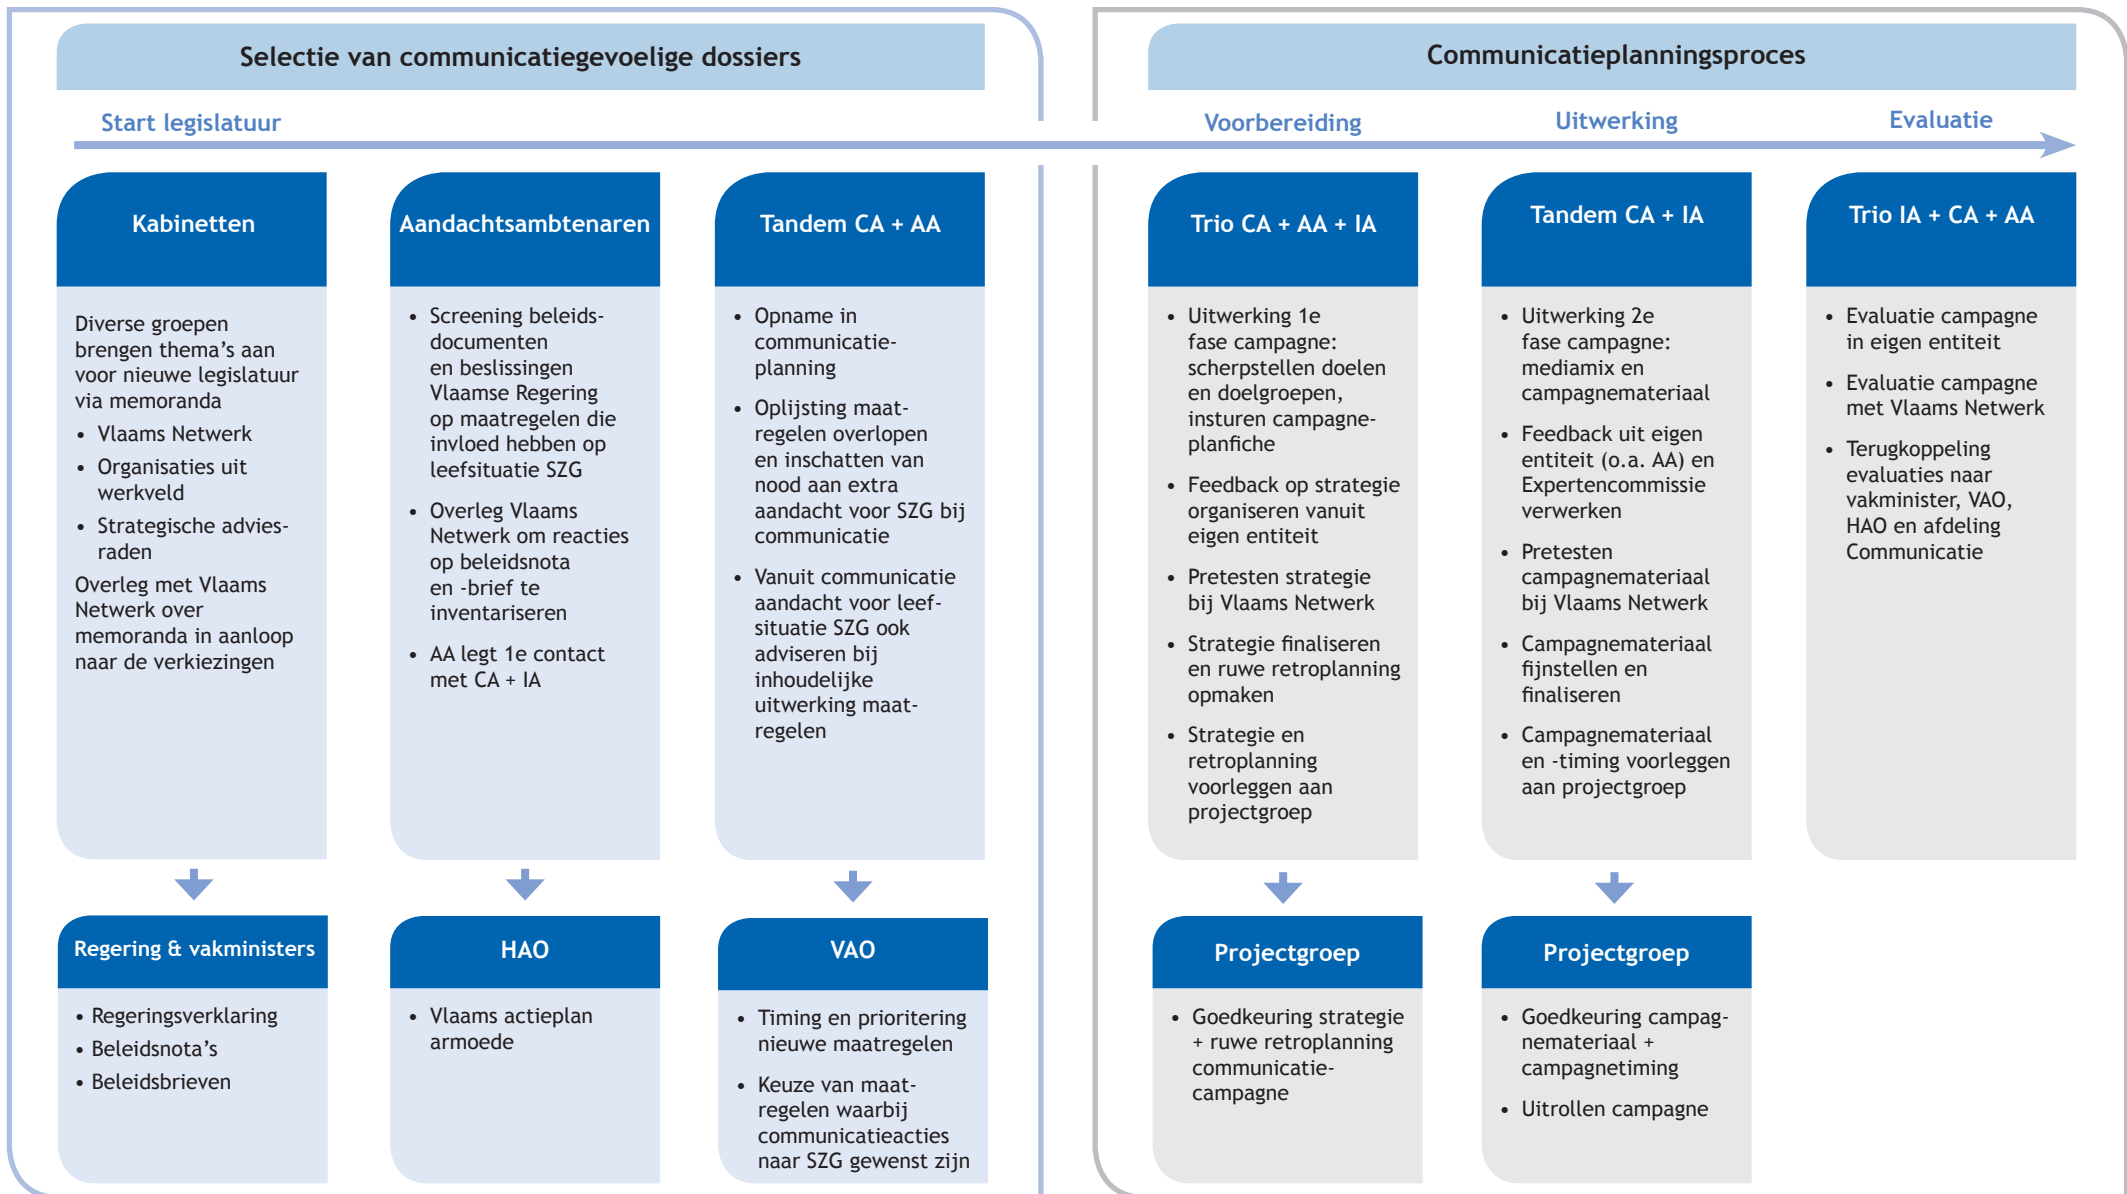 Selectie van communicatiegevoelige dossiers
Start legislatuur
Kabinetten
Diverse groepen
brengen thema's aan
voor nieuwe legislatuur
via memoranda
• Vlaams Netwerk
• Organisaties uit
werkveld
• Strategische advies-
raden
Overleg met Vlaams
Netwerk over
memoranda in aanloop
naar de verkiezingen
Regering & vakministers
• Regeringsverklaring
• Beleidsnota's
• Beleidsbrieven
Aandachtsambtenaren
• Screening beleids-
documenten
en beslissingen
Vlaamse Regering
op maatregelen die
invloed hebben op
leefsituatie SZG
• Overleg Vlaams
Netwerk om reacties
op beleidsnota
en -brief te
inventariseren
• AA legt 1e contact
met CA + IA
HAO
• Vlaams actieplan
armoede
Tandem CA + AA
• Opname in
communicatie-
planning
• Oplijsting maat-
regelen overlopen
en inschatten van
nood aan extra
aandacht voor SZG bij
communicatie
• Vanuit communicatie
aandacht voor leef-
situatie SZG ook
adviseren bij
inhoudelijke
uitwerking maat-
regelen
VAO
• Timing en prioritering
nieuwe maatregelen
• Keuze van maat-
regelen waarbij
communicatieacties
naar SZG gewenst zijn
Communicatieplanningsproces
Voorbereiding
Trio CA + AA + IA
• Uitwerking 1e
fase campagne:
scherpstellen doelen
en doelgroepen,
insturen campagne-
planfiche
• Feedback op strategie
organiseren vanuit
eigen entiteit
• Pretesten strategie
bij Vlaams Netwerk
• Strategie finaliseren
en ruwe retroplanning
opmaken
• Strategie en
retroplanning
voorleggen aan
projectgroep
Projectgroep
• Goedkeuring strategie
+ ruwe retroplanning
communicatie-
campagne
Uitwerking
Tandem CA + IA
• Uitwerking 2e
fase campagne:
mediamix en
campagnemateriaal
• Feedback uit eigen
entiteit (o.a. AA) en
Expertencommissie
verwerken
• Pretesten
campagnemateriaal
bij Vlaams Netwerk
• Campagnemateriaal
fijnstellen en
finaliseren
• Campagnemateriaal
en -timing voorleggen
aan projectgroep
Projectgroep
• Goedkeuring campag-
nemateriaal +
campagnetiming
• Uitrollen campagne
Evaluatie
Trio IA + CA + AA
• Evaluatie campagne
in eigen entiteit
• Evaluatie campagne
met Vlaams Netwerk
• Terugkoppeling
evaluaties naar
vakminister, VAO,
HAO en afdeling
Communicatie